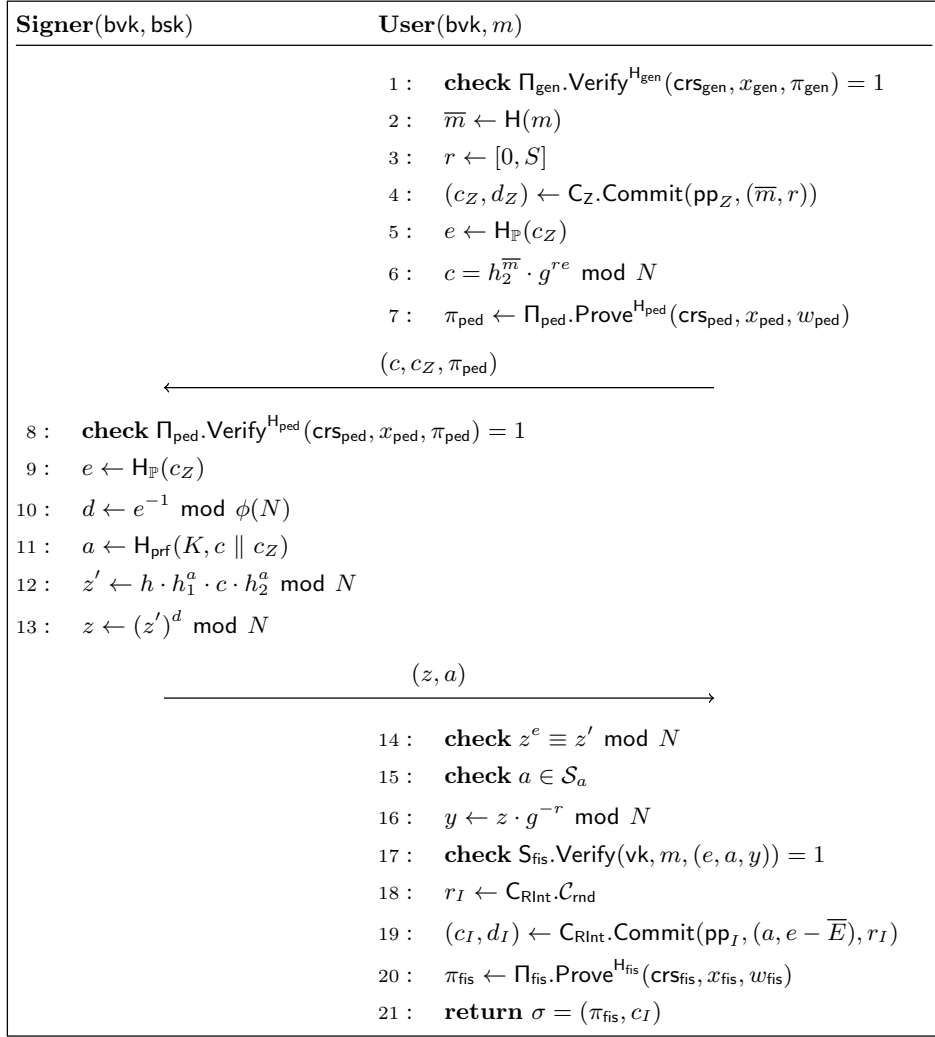 Signer(bvk, bsk) User(bvk, m)
1 : check Π_gen.Verify^{H_gen}(crs_gen, x_gen, π_gen) = 1
2 : m̅ ← H(m)
3 : r ← [0, S]
4 : (c_Z, d_Z) ← C_Z.Commit(pp_Z, (m̅, r))
5 : e ← H_ℙ(c_Z)
6 : c = h_2^{m̅} · g^{re} mod N
7 : π_ped ← Π_ped.Prove^{H_ped}(crs_ped, x_ped, w_ped)
(c, c_Z, π_ped)
8 : check Π_ped.Verify^{H_ped}(crs_ped, x_ped, π_ped) = 1
9 : e ← H_ℙ(c_Z)
10 : d ← e^{−1} mod ϕ(N)
11 : a ← H_prf(K, c ∥ c_Z)
12 : z′ ← h · h_1^a · c · h_2^a mod N
13 : z ← (z′)^d mod N
(z, a)
14 : check z^e ≡ z′ mod N
15 : check a ∈ 𝒮_a
16 : y ← z · g^{−r} mod N
17 : check S_fis.Verify(vk, m, (e, a, y)) = 1
18 : r_I ← C_RInt.𝒞_rnd
19 : (c_I, d_I) ← C_RInt.Commit(pp_I, (a, e − E̅), r_I)
20 : π_fis ← Π_fis.Prove^{H_fis}(crs_fis, x_fis, w_fis)
21 : return σ = (π_fis, c_I)